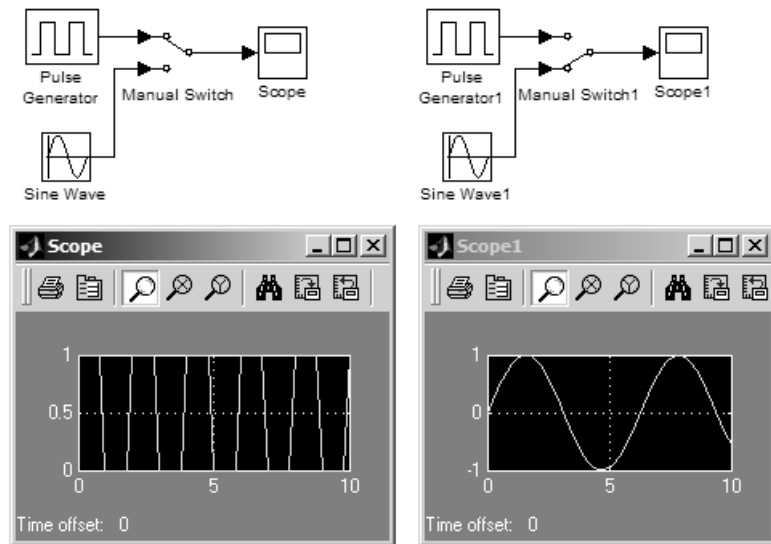 Pulse
Generator
Manual Switch
Scope
Sine Wave
Pulse
Generator1
Manual Switch1
Scope1
Sine Wave1
Scope
1
0.5
0
0
5
10
Time offset: 0
Scope1
1
0
-1
0
5
10
Time offset: 0